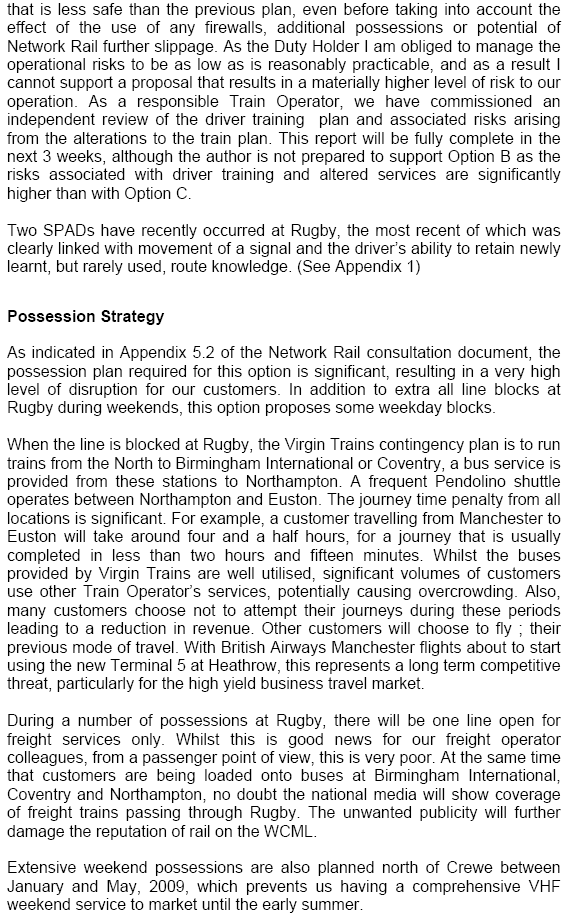 that is less safe than the previous plan, even before taking into account the
effect of the use of any firewalls, additional possessions or potential of
Network Rail further slippage. As the Duty Holder I am obliged to manage the
operational risks to be as low as is reasonably practicable, and as a result I
cannot support a proposal that results in a materially higher level of risk to our
operation. As a responsible Train Operator, we have commissioned an
independent review of the driver training plan and associated risks arising
from the alterations to the train plan. This report will be fully complete in the
next 3 weeks, although the author is not prepared to support Option B as the
risks associated with driver training and altered services are significantly
higher than with Option C.
Two SPADs have recently occurred at Rugby, the most recent of which was
clearly linked with movement of a signal and the driver's ability to retain newly
learnt, but rarely used, route knowledge. (See Appendix 1)
Possession Strategy
As indicated in Appendix 5.2 of the Network Rail consultation document, the
possession plan required for this option is significant, resulting in a very high
level of disruption for our customers. In addition to extra all line blocks at
Rugby during weekends, this option proposes some weekday blocks.
When the line is blocked at Rugby, the Virgin Trains contingency plan is to run
trains from the North to Birmingham International or Coventry, a bus service is
provided from these stations to Northampton. A frequent Pendolino shuttle
operates between Northampton and Euston. The journey time penalty from all
locations is significant. For example, a customer travelling from Manchester to
Euston will take around four and a half hours, for a journey that is usually
completed in less than two hours and fifteen minutes. Whilst the buses
provided by Virgin Trains are well utilised, significant volumes of customers
use other Train Operator's services, potentially causing overcrowding. Also,
many customers choose not to attempt their journeys during these periods
leading to a reduction in revenue. Other customers will choose to fly ; their
previous mode of travel. With British Airways Manchester flights about to start
using the new Terminal 5 at Heathrow, this represents a long term competitive
threat, particularly for the high yield business travel market.
During a number of possessions at Rugby, there will be one line open for
freight services only. Whilst this is good news for our freight operator
colleagues, from a passenger point of view, this is very poor. At the same time
that customers are being loaded onto buses at Birmingham International,
Coventry and Northampton, no doubt the national media will show coverage
of freight trains passing through Rugby. The unwanted publicity will further
damage the reputation of rail on the WCML.
Extensive weekend possessions are also planned north of Crewe between
January and May, 2009, which prevents us having a comprehensive VHF
weekend service to market until the early summer.